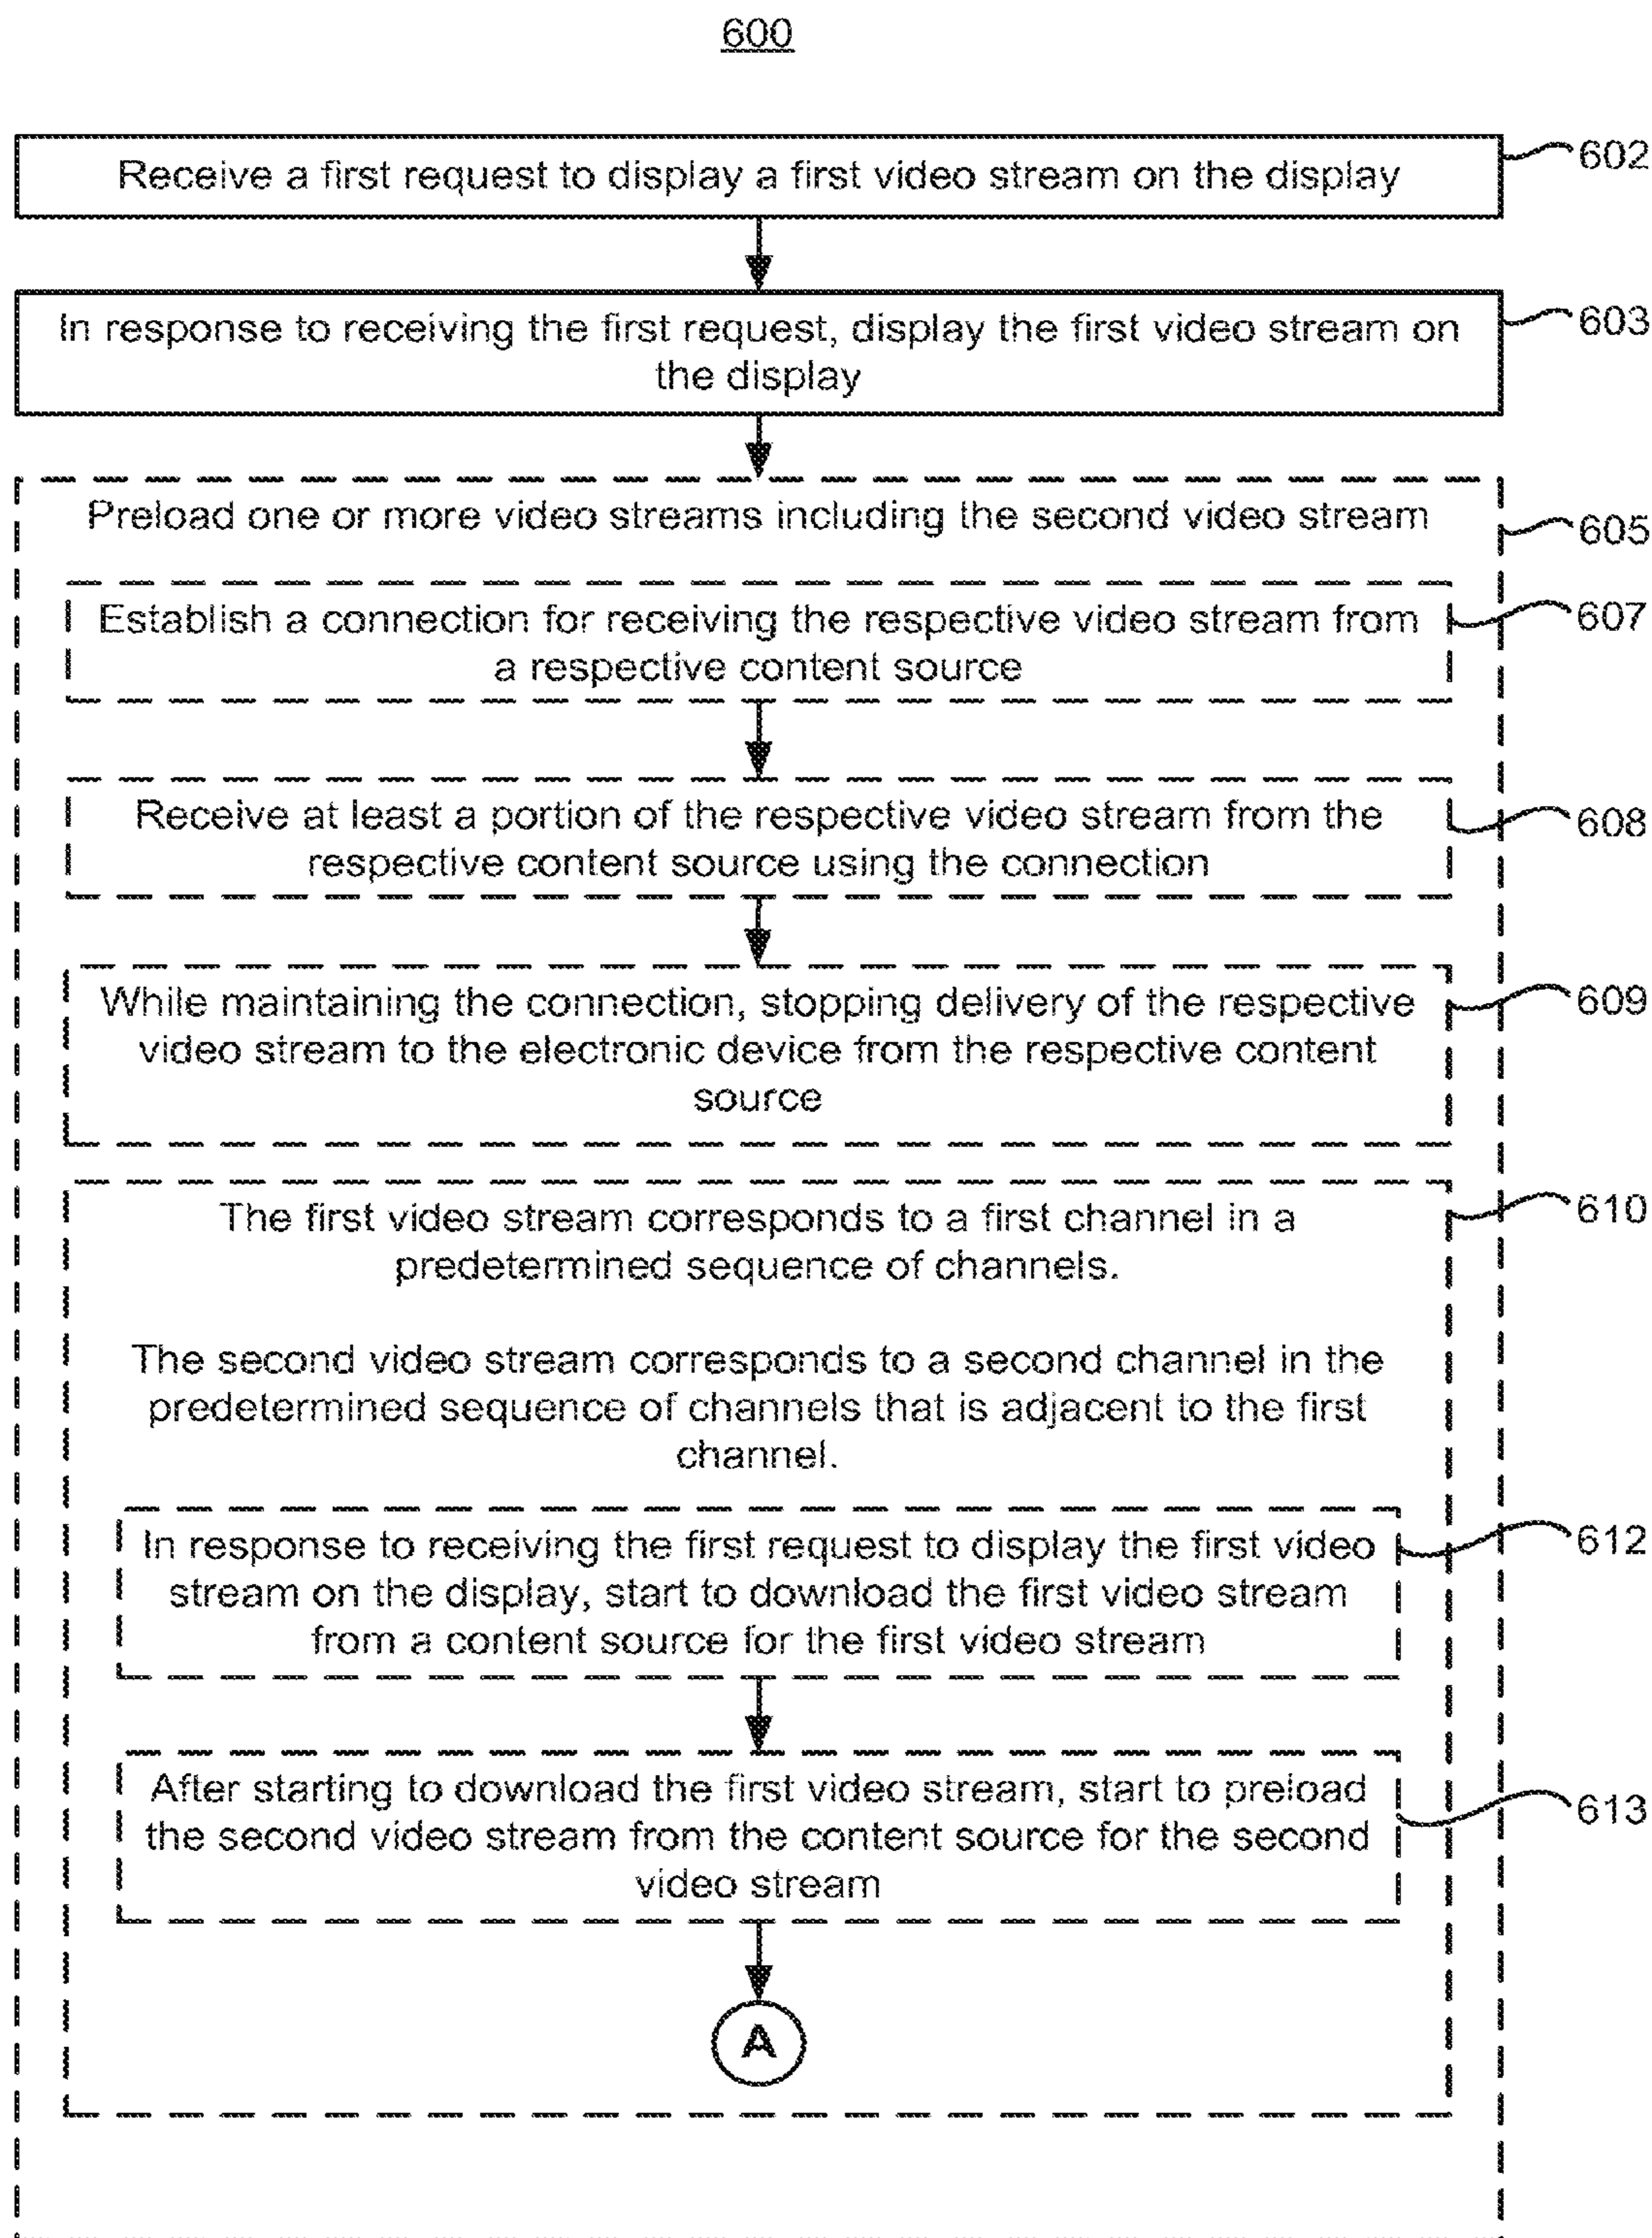 600
Receive a first request to display a first video stream on the display
602
In response to receiving the first request, display the first video stream on
the display
603
Preload one or more video streams including the second video stream
605
Establish a connection for receiving the respective video stream from
a respective content source
607
Receive at least a portion of the respective video stream from the
respective content source using the connection
608
While maintaining the connection, stopping delivery of the respective
video stream to the electronic device from the respective content
source
609
The first video stream corresponds to a first channel in a
predetermined sequence of channels.
610
The second video stream corresponds to a second channel in the
predetermined sequence of channels that is adjacent to the first
channel.
In response to receiving the first request to display the first video
stream on the display, start to download the first video stream
from a content source for the first video stream
612
After starting to download the first video stream, start to preload
the second video stream from the content source for the second
video stream
613
A